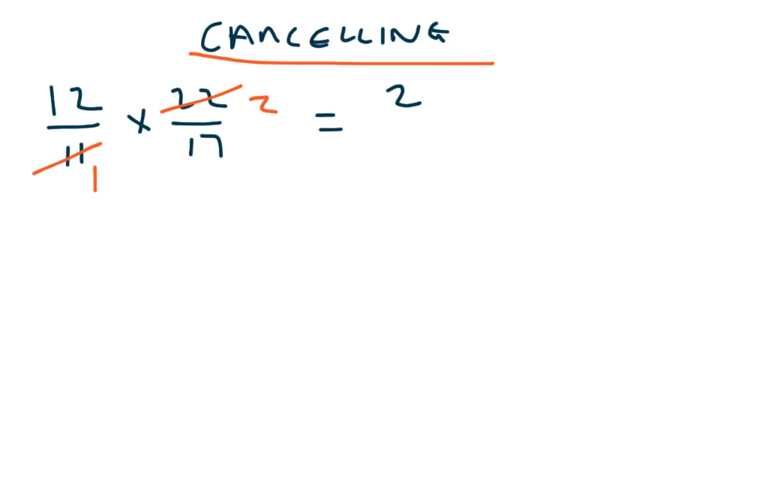 CANCELLING
12 22 2 2
— × — =
11 17
1